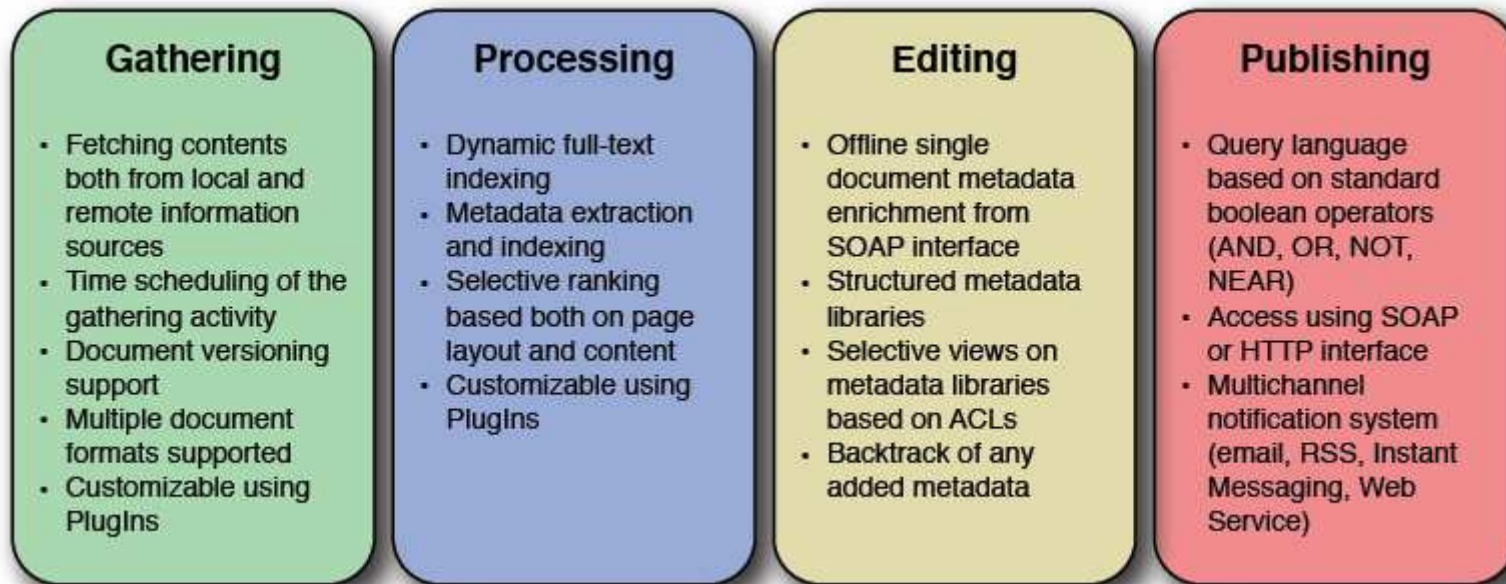 Gathering
• Fetching contents
both from local and
remote information
sources
• Time scheduling of the
gathering activity
• Document versioning
support
• Multiple document
formats supported
• Customizable using
PlugIns
Processing
• Dynamic full-text
indexing
• Metadata extraction
and indexing
• Selective ranking
based both on page
layout and content
• Customizable using
PlugIns
Editing
• Offline single
document metadata
enrichment from
SOAP interface
• Structured metadata
libraries
• Selective views on
metadata libraries
based on ACLs
• Backtrack of any
added metadata
Publishing
• Query language
based on standard
boolean operators
(AND, OR, NOT,
NEAR)
• Access using SOAP
or HTTP interface
• Multichannel
notification system
(email, RSS, Instant
Messaging, Web
Service)